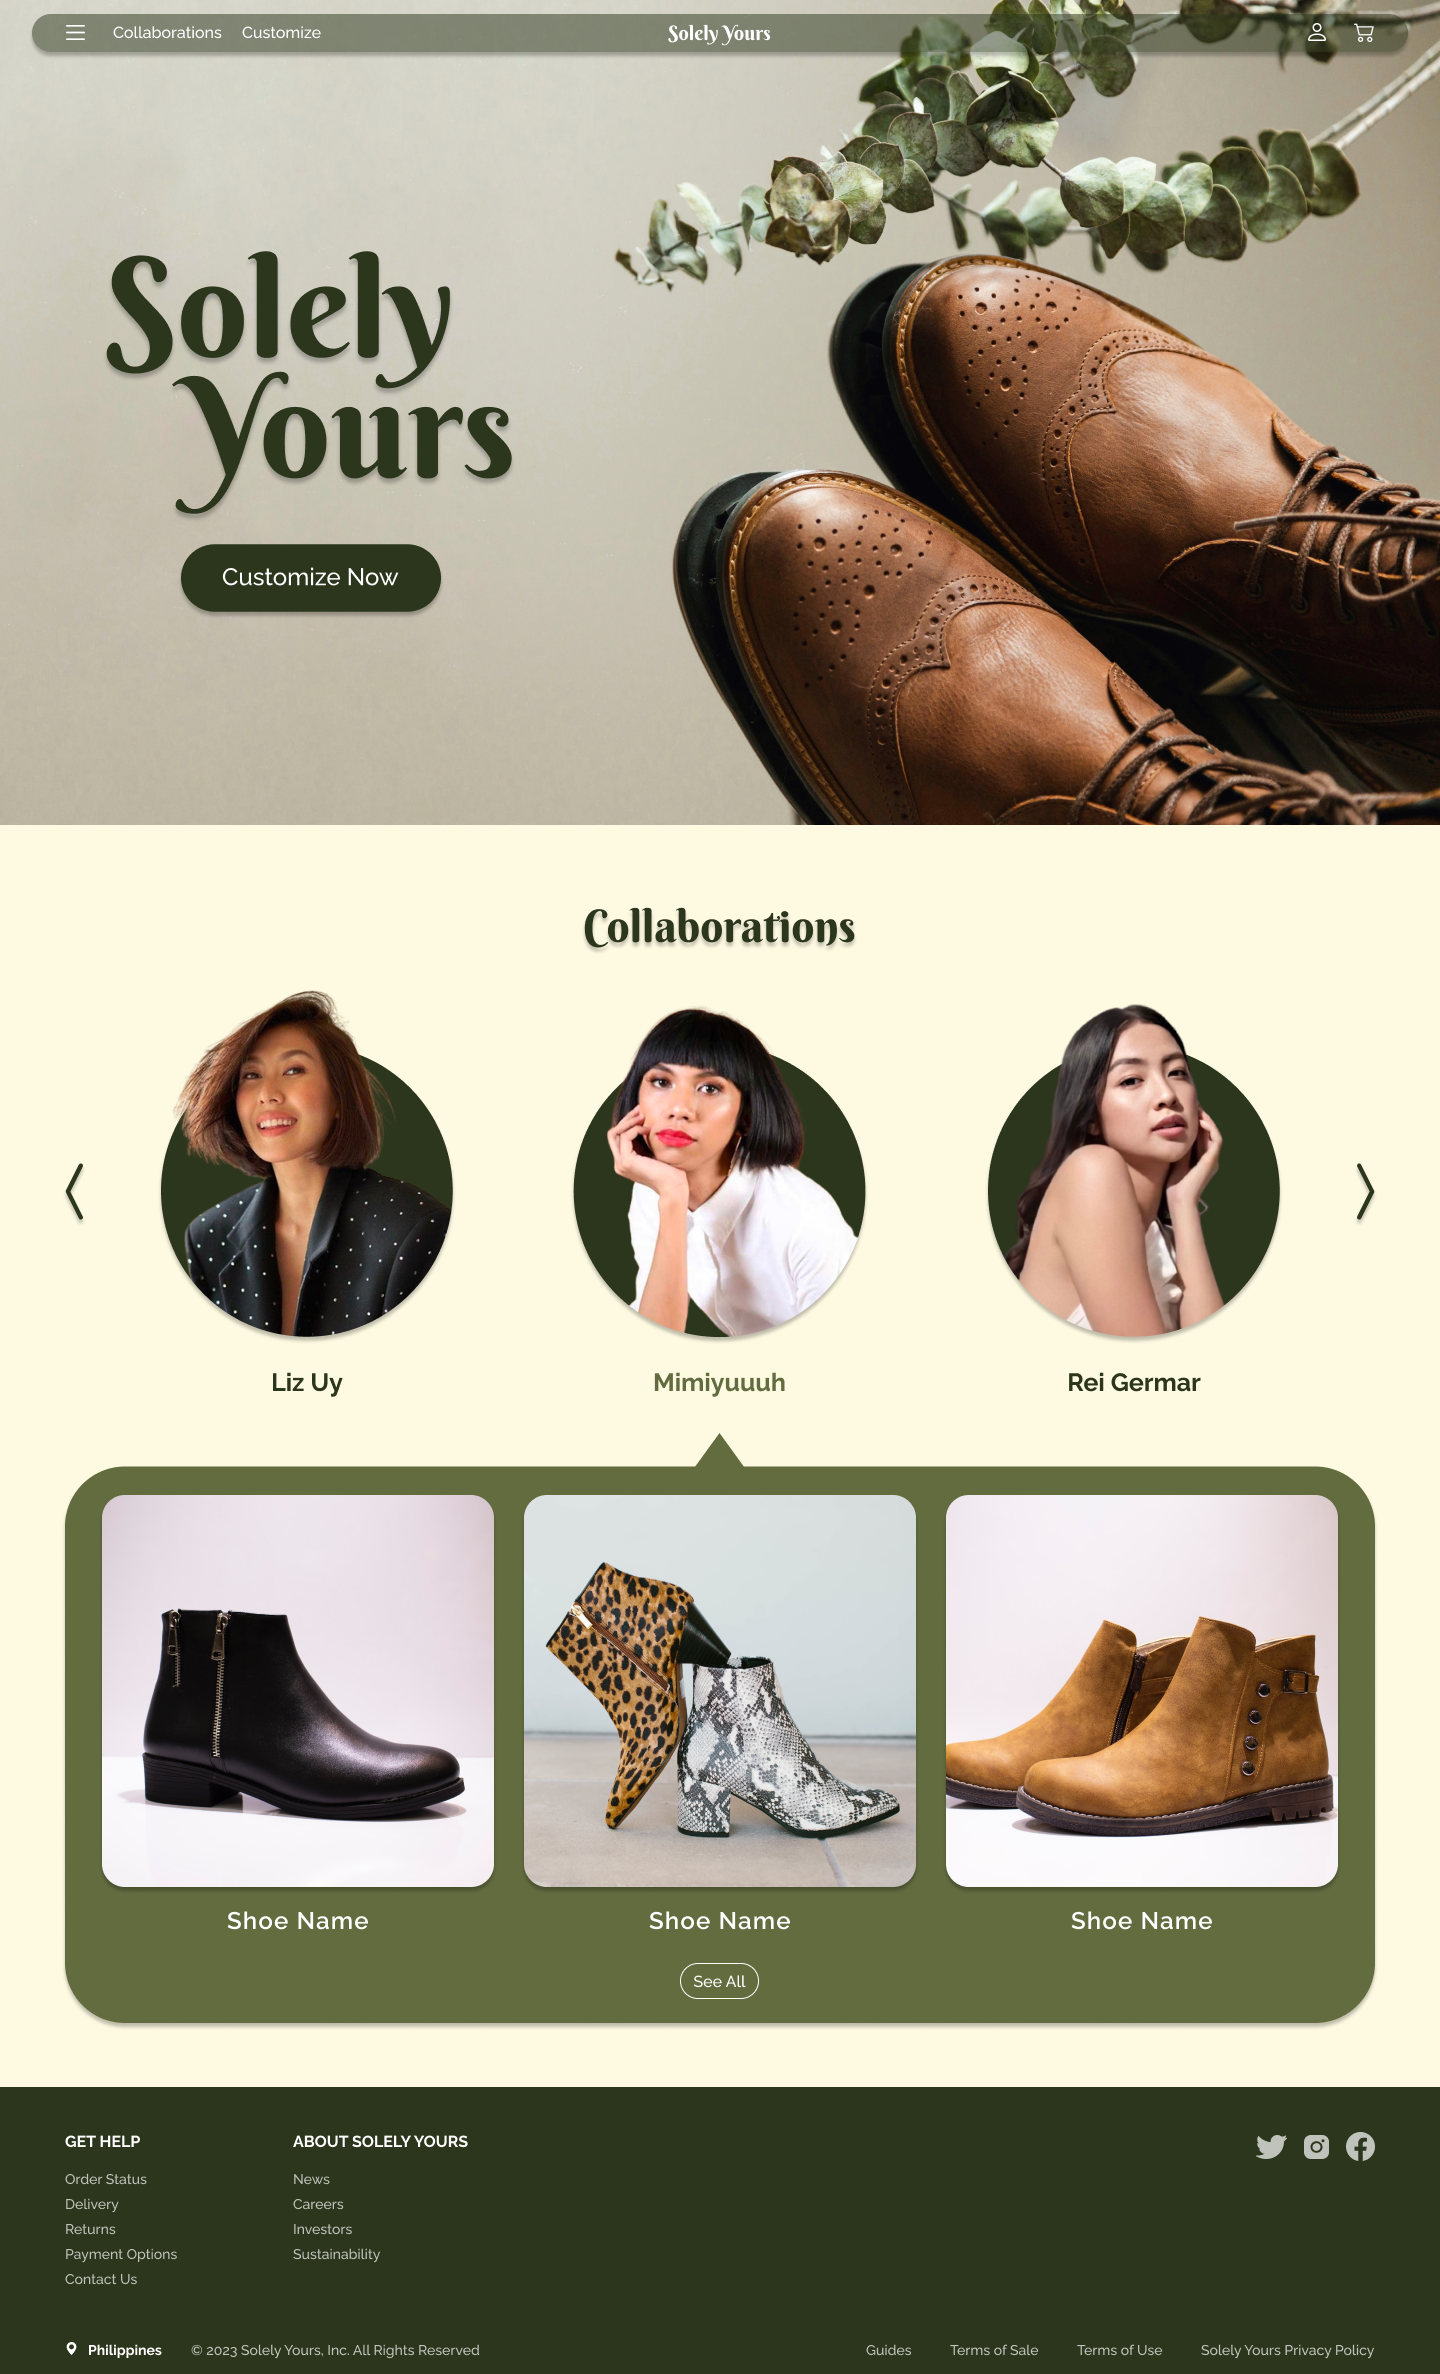 Collaborations Customize Solely Yours
Solely
Yours
Customize Now
Collaborations
Liz Uy Mimiyuuuh Rei Germar
Shoe Name Shoe Name Shoe Name
See All
GET HELP
Order Status
Delivery
Returns
Payment Options
Contact Us
ABOUT SOLELY YOURS
News
Careers
Investors
Sustainability
Philippines © 2023 Solely Yours, Inc. All Rights Reserved Guides Terms of Sale Terms of Use Solely Yours Privacy Policy